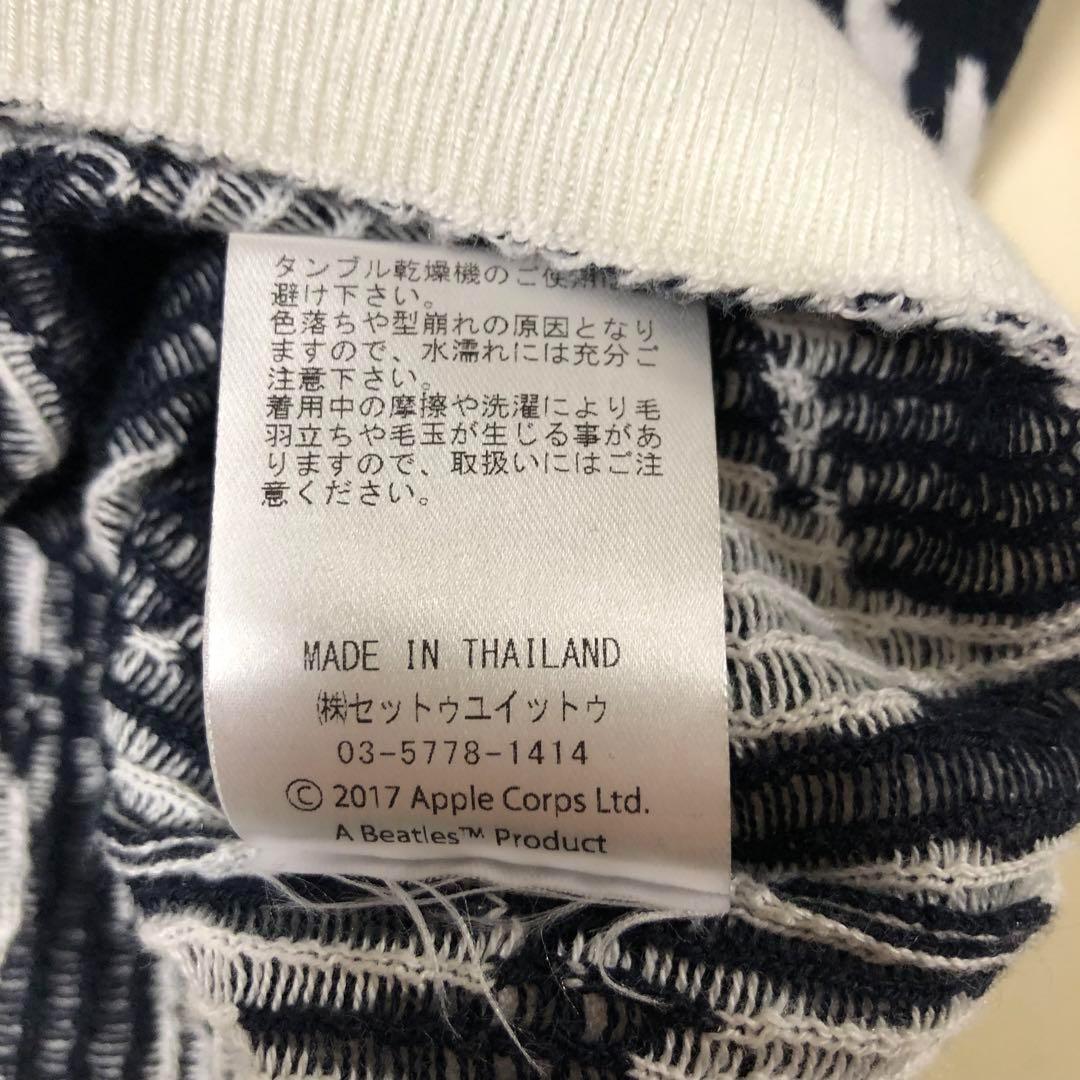 タンブル乾燥機のご使用は
避け下さい。
色落ちや型崩れの原因となり
ますので、水濡れには充分ご
注意下さい。
着用中の摩擦や洗濯により毛
羽立ちや毛玉が生じる事があ
りますので、取扱いにはご注
意ください。
MADE IN THAILAND
㈱セットゥユイットゥ
03-5778-1414
© 2017 Apple Corps Ltd.
A Beatles™ Product